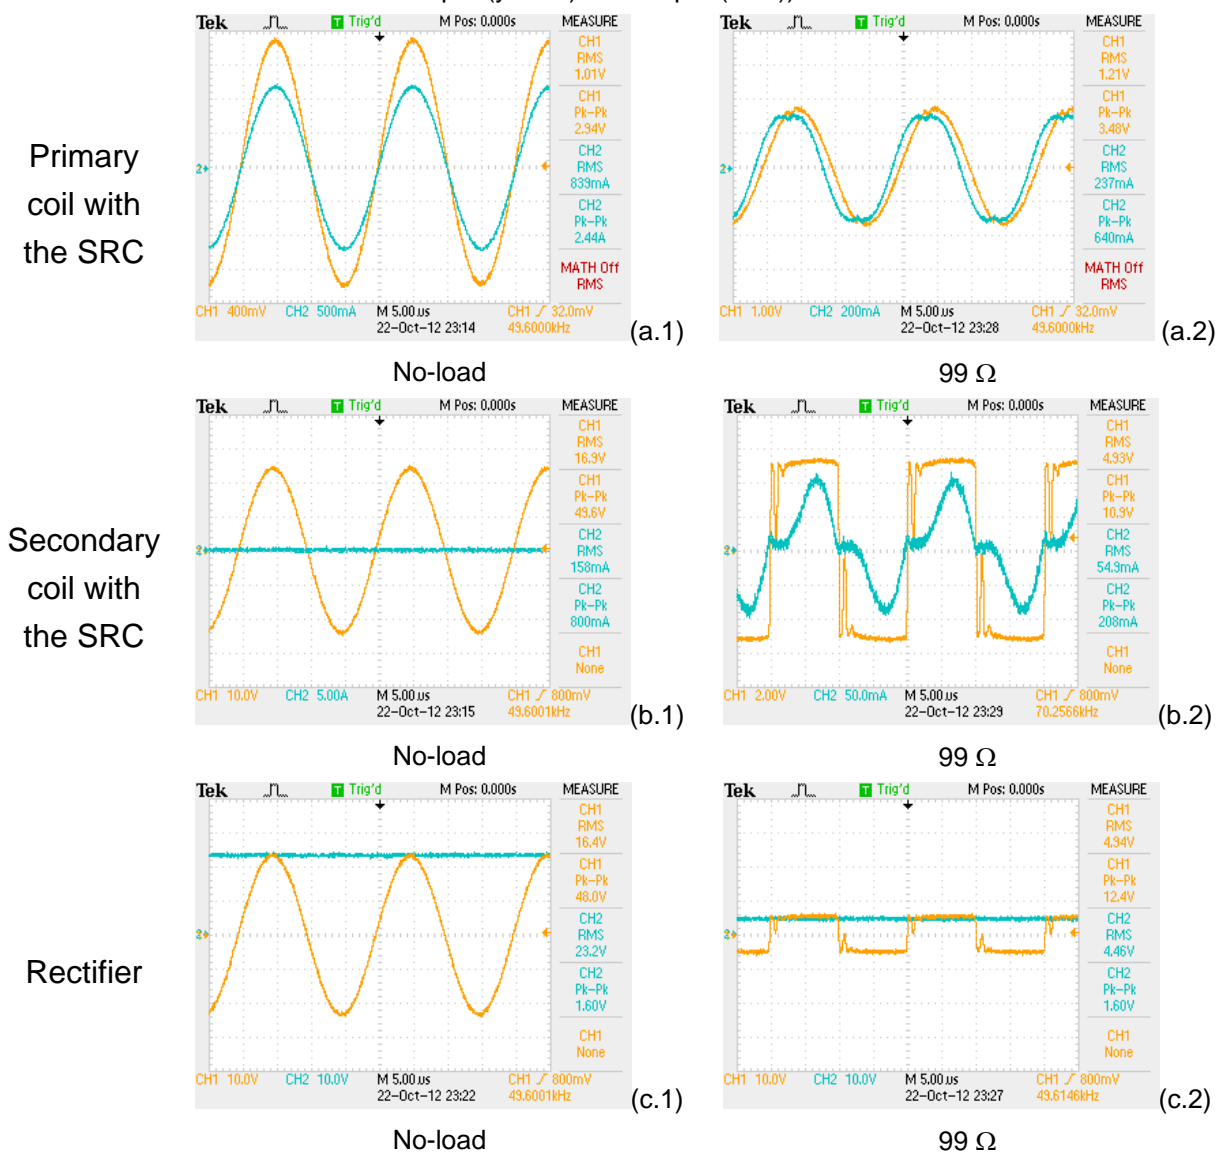 Tek Trig'd M Pos: 0.000s MEASURE
CH1
RMS
1.01V
CH1
Pk-Pk
2.94V
CH2
RMS
839mA
CH2
Pk-Pk
2.44A
MATH Off
RMS
2
CH1 400mV CH2 500mA M 5.00us CH1 32.0mV
22-Oct-12 23:14 49.6000kHz
(a.1)
No-load
Tek Trig'd M Pos: 0.000s MEASURE
CH1
RMS
1.21V
CH1
Pk-Pk
3.48V
CH2
RMS
237mA
CH2
Pk-Pk
640mA
MATH Off
RMS
2
CH1 1.00V CH2 200mA M 5.00us CH1 32.0mV
22-Oct-12 23:28 49.6000kHz
(a.2)
99 Ω
Primary
coil with
the SRC
Tek Trig'd M Pos: 0.000s MEASURE
CH1
RMS
16.9V
CH1
Pk-Pk
49.6V
CH2
RMS
158mA
CH2
Pk-Pk
800mA
CH1
None
CH1 10.0V CH2 5.00A M 5.00us CH1 800mV
22-Oct-12 23:15 49.6001kHz
(b.1)
No-load
Tek Trig'd M Pos: 0.000s MEASURE
CH1
RMS
4.93V
CH1
Pk-Pk
10.9V
CH2
RMS
54.9mA
CH2
Pk-Pk
208mA
CH1
None
CH1 2.00V CH2 50.0mA M 5.00us CH1 800mV
22-Oct-12 23:29 70.2566kHz
(b.2)
99 Ω
Secondary
coil with
the SRC
Tek Trig'd M Pos: 0.000s MEASURE
CH1
RMS
16.4V
CH1
Pk-Pk
48.0V
CH2
RMS
23.2V
CH2
Pk-Pk
1.60V
CH1
None
CH1 10.0V CH2 10.0V M 5.00us CH1 800mV
22-Oct-12 23:22 49.6001kHz
(c.1)
No-load
Tek Trig'd M Pos: 0.000s MEASURE
CH1
RMS
4.94V
CH1
Pk-Pk
12.4V
CH2
RMS
4.46V
CH2
Pk-Pk
1.60V
CH1
None
CH1 10.0V CH2 10.0V M 5.00us CH1 800mV
22-Oct-12 23:27 49.6146kHz
(c.2)
99 Ω
Rectifier